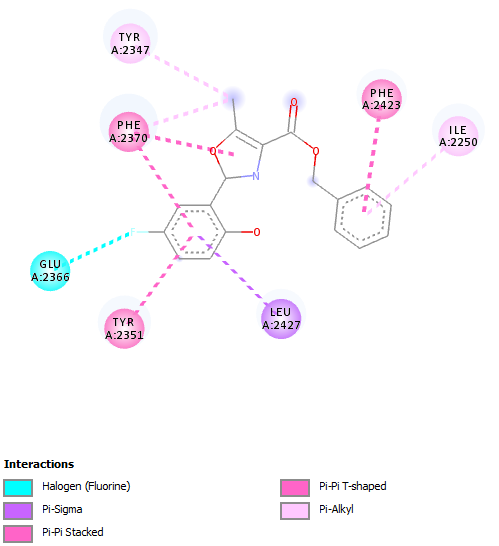 TYR
A:2347
PHE
A:2423
PHE
A:2370
ILE
A:2250
O
O
O
N
F
O
GLU
A:2366
TYR
A:2351
LEU
A:2427
Interactions
Halogen (Fluorine)
Pi-Pi T-shaped
Pi-Sigma
Pi-Alkyl
Pi-Pi Stacked